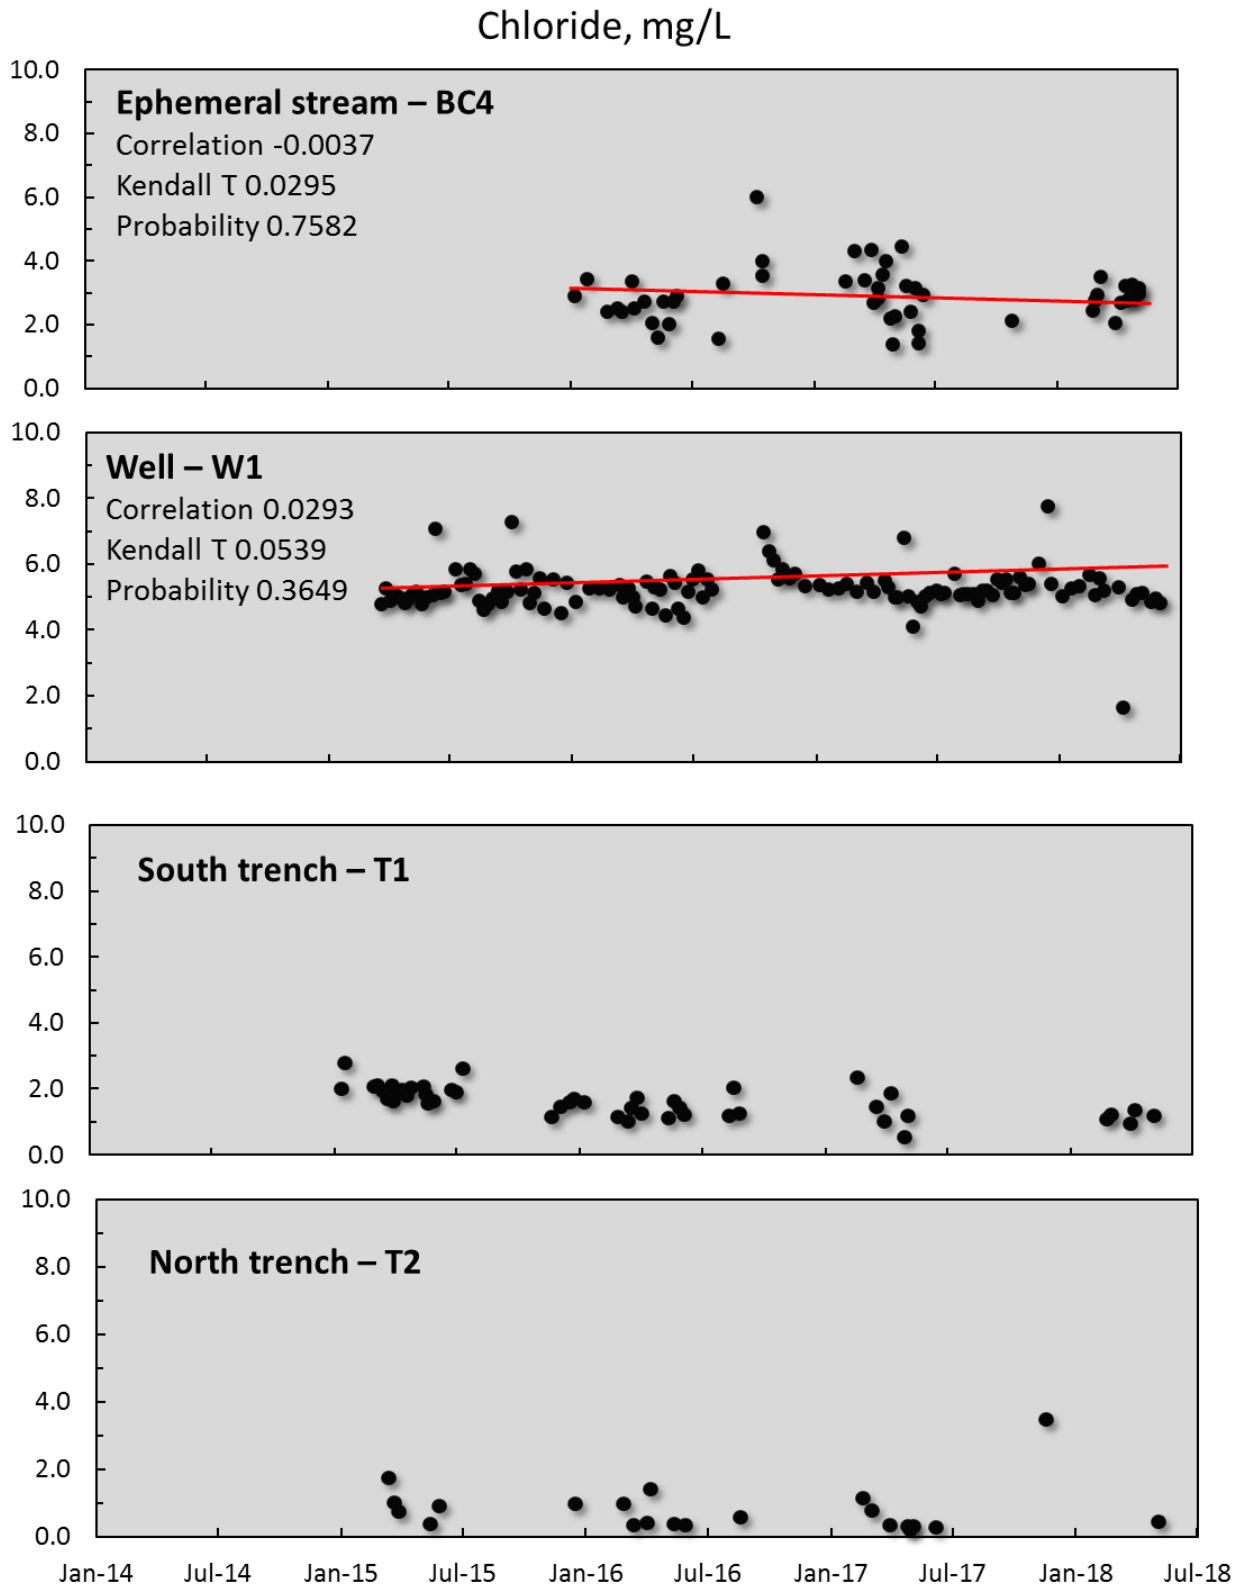 Chloride, mg/L
10.0
Ephemeral stream – BC4
8.0
Correlation -0.0037
Kendall T 0.0295
6.0
Probability 0.7582
4.0
2.0
0.0
10.0
Well – W1
8.0
Correlation 0.0293
Kendall T 0.0539
6.0
Probability 0.3649
4.0
2.0
0.0
10.0
South trench – T1
8.0
6.0
4.0
2.0
0.0
10.0
North trench – T2
8.0
6.0
4.0
2.0
0.0
Jan-14 Jul-14 Jan-15 Jul-15 Jan-16 Jul-16 Jan-17 Jul-17 Jan-18 Jul-18